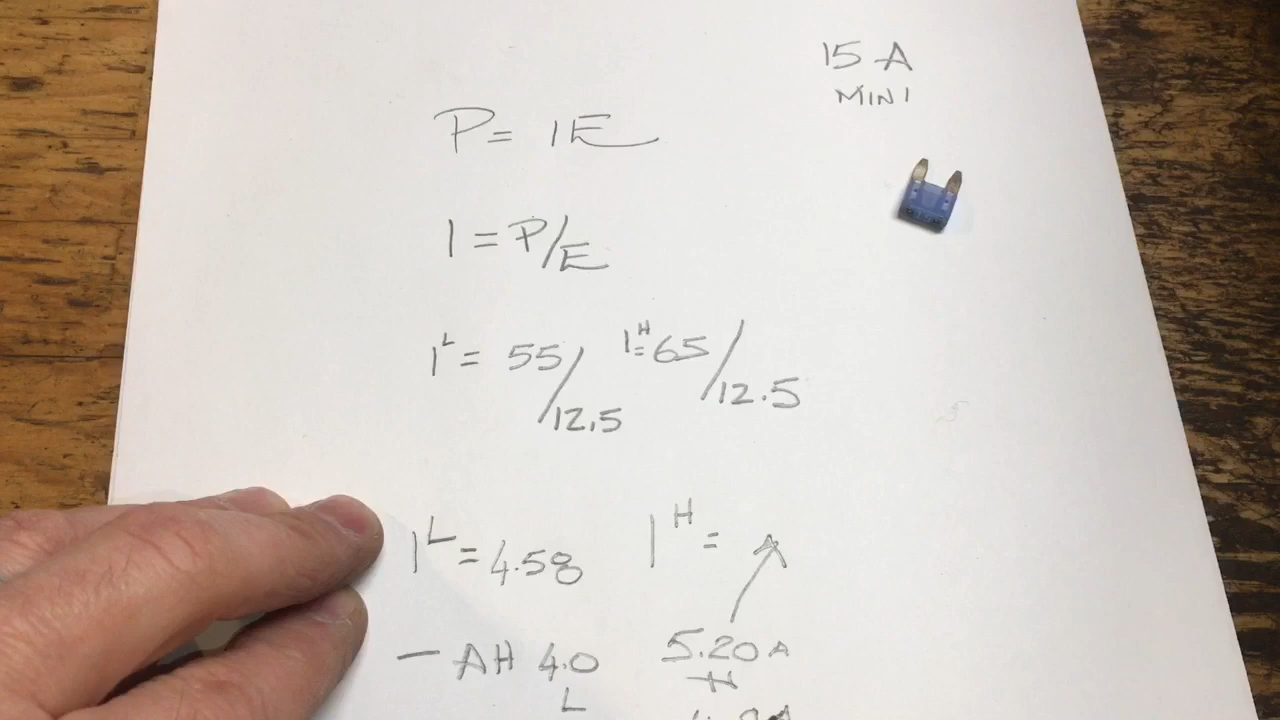 15 A
MINI
P = IE
I = P/E
I^L = 55/12.5 I^H = 65/12.5
I^L = 4.58 I^H =
- AH 4.0 5.20 A
L H